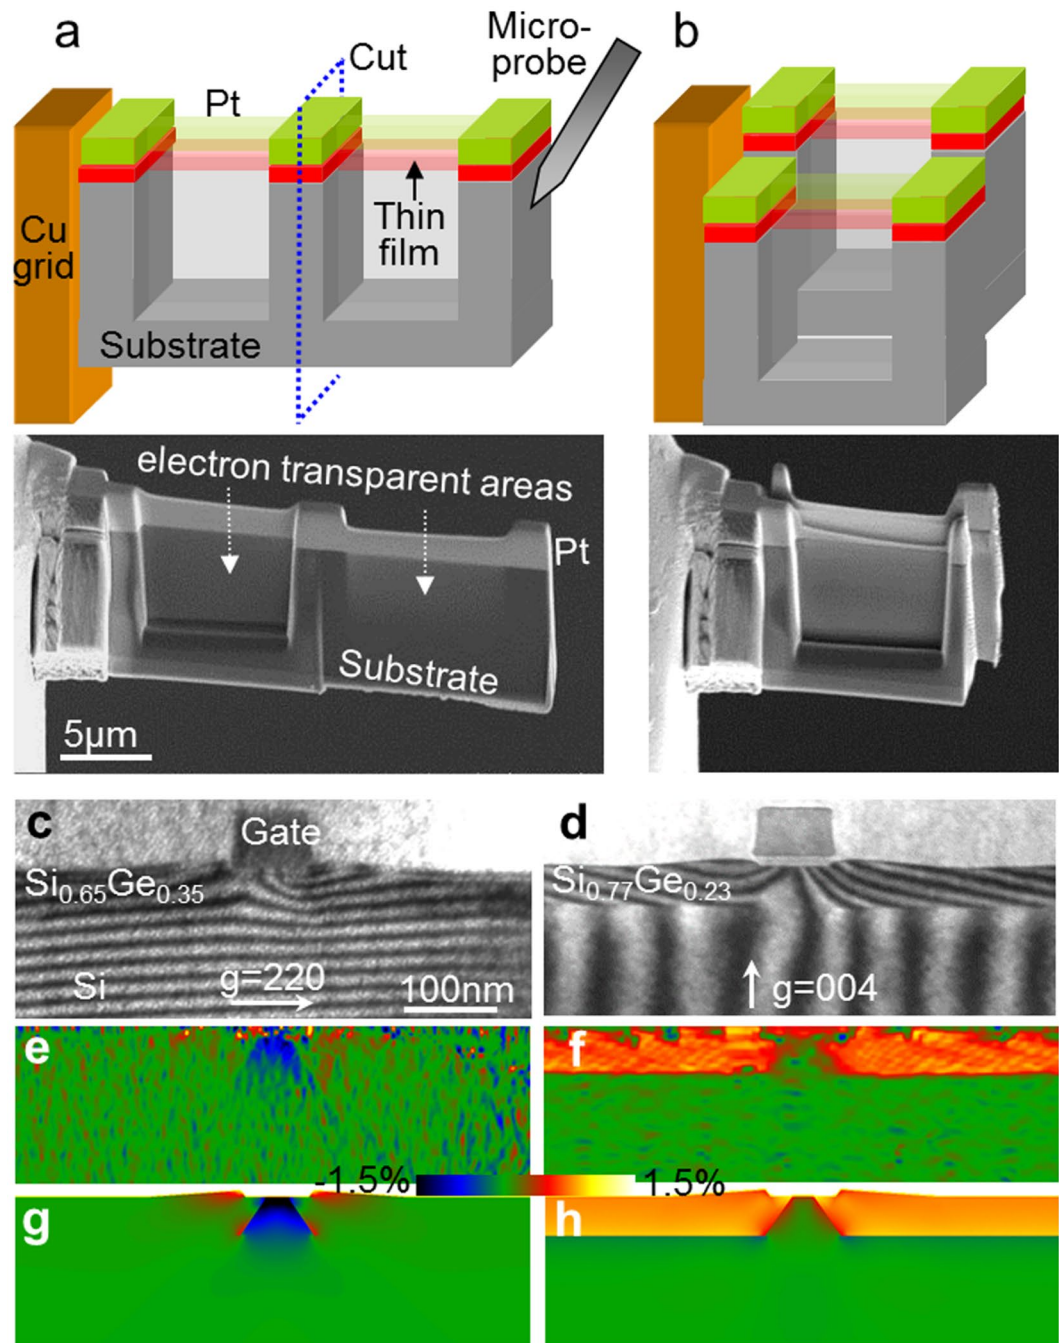 a
Cut
Micro-
probe
b
Pt
Thin
film
Cu
grid
Substrate
electron transparent areas
Pt
Substrate
5μm
c
Gate
d
Si0.65Ge0.35
Si0.77Ge0.23
g=220
Si
100nm
g=004
e
f
-1.5%
1.5%
g
h